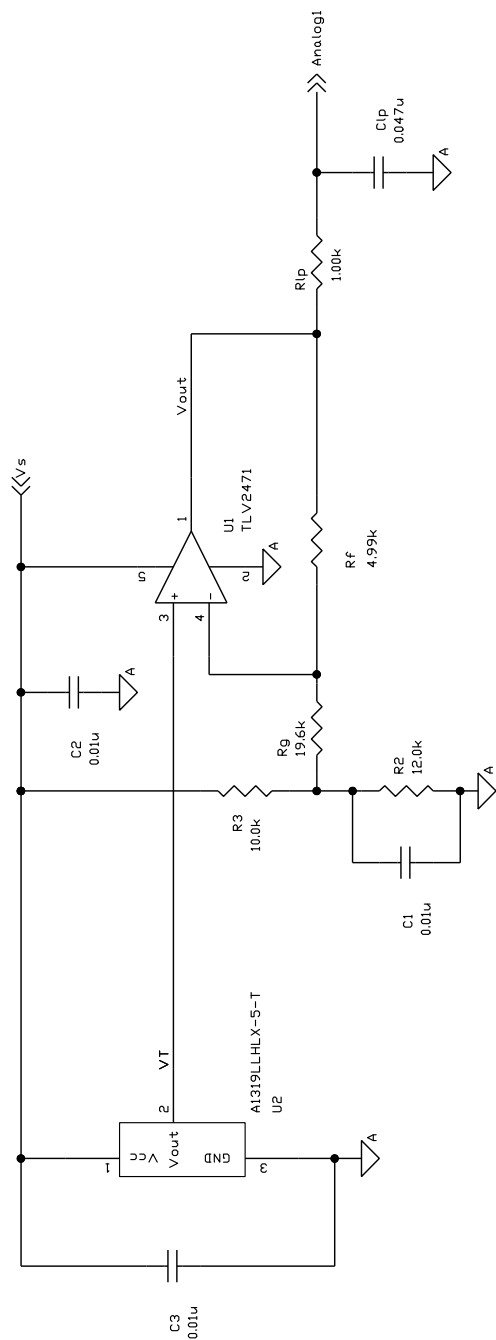 Vs
Analog1
C3
0.01u
1
Vcc
Vout
GND
2
3
VT
A1319LLHLX-5-T
U2
A
C2
0.01u
A
R3
10.0k
Rg
19.6k
C1
0.01u
R2
12.0k
A
3
+
4
-
5
2
1
U1
TLV2471
A
Vout
Rf
4.99k
Rlp
1.00k
Clp
0.047u
A